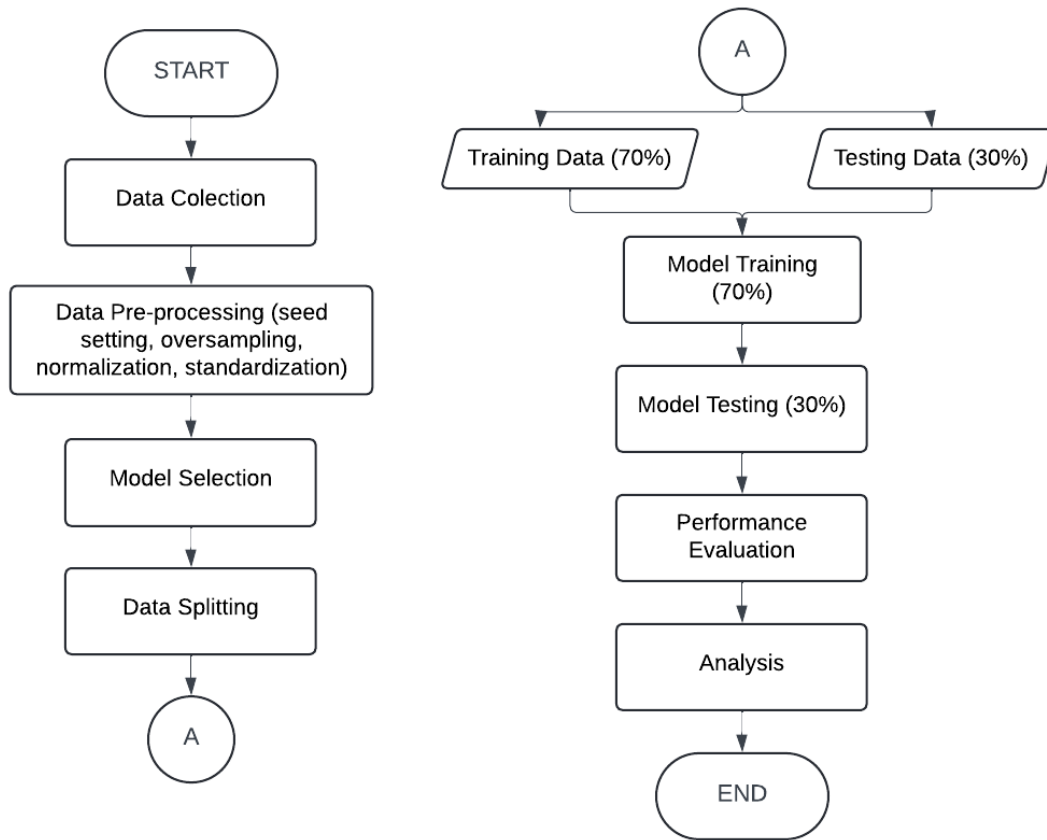 START
Data Colection
Data Pre-processing (seed
setting, oversampling,
normalization, standardization)
Model Selection
Data Splitting
A
A
Training Data (70%)
Testing Data (30%)
Model Training
(70%)
Model Testing (30%)
Performance
Evaluation
Analysis
END